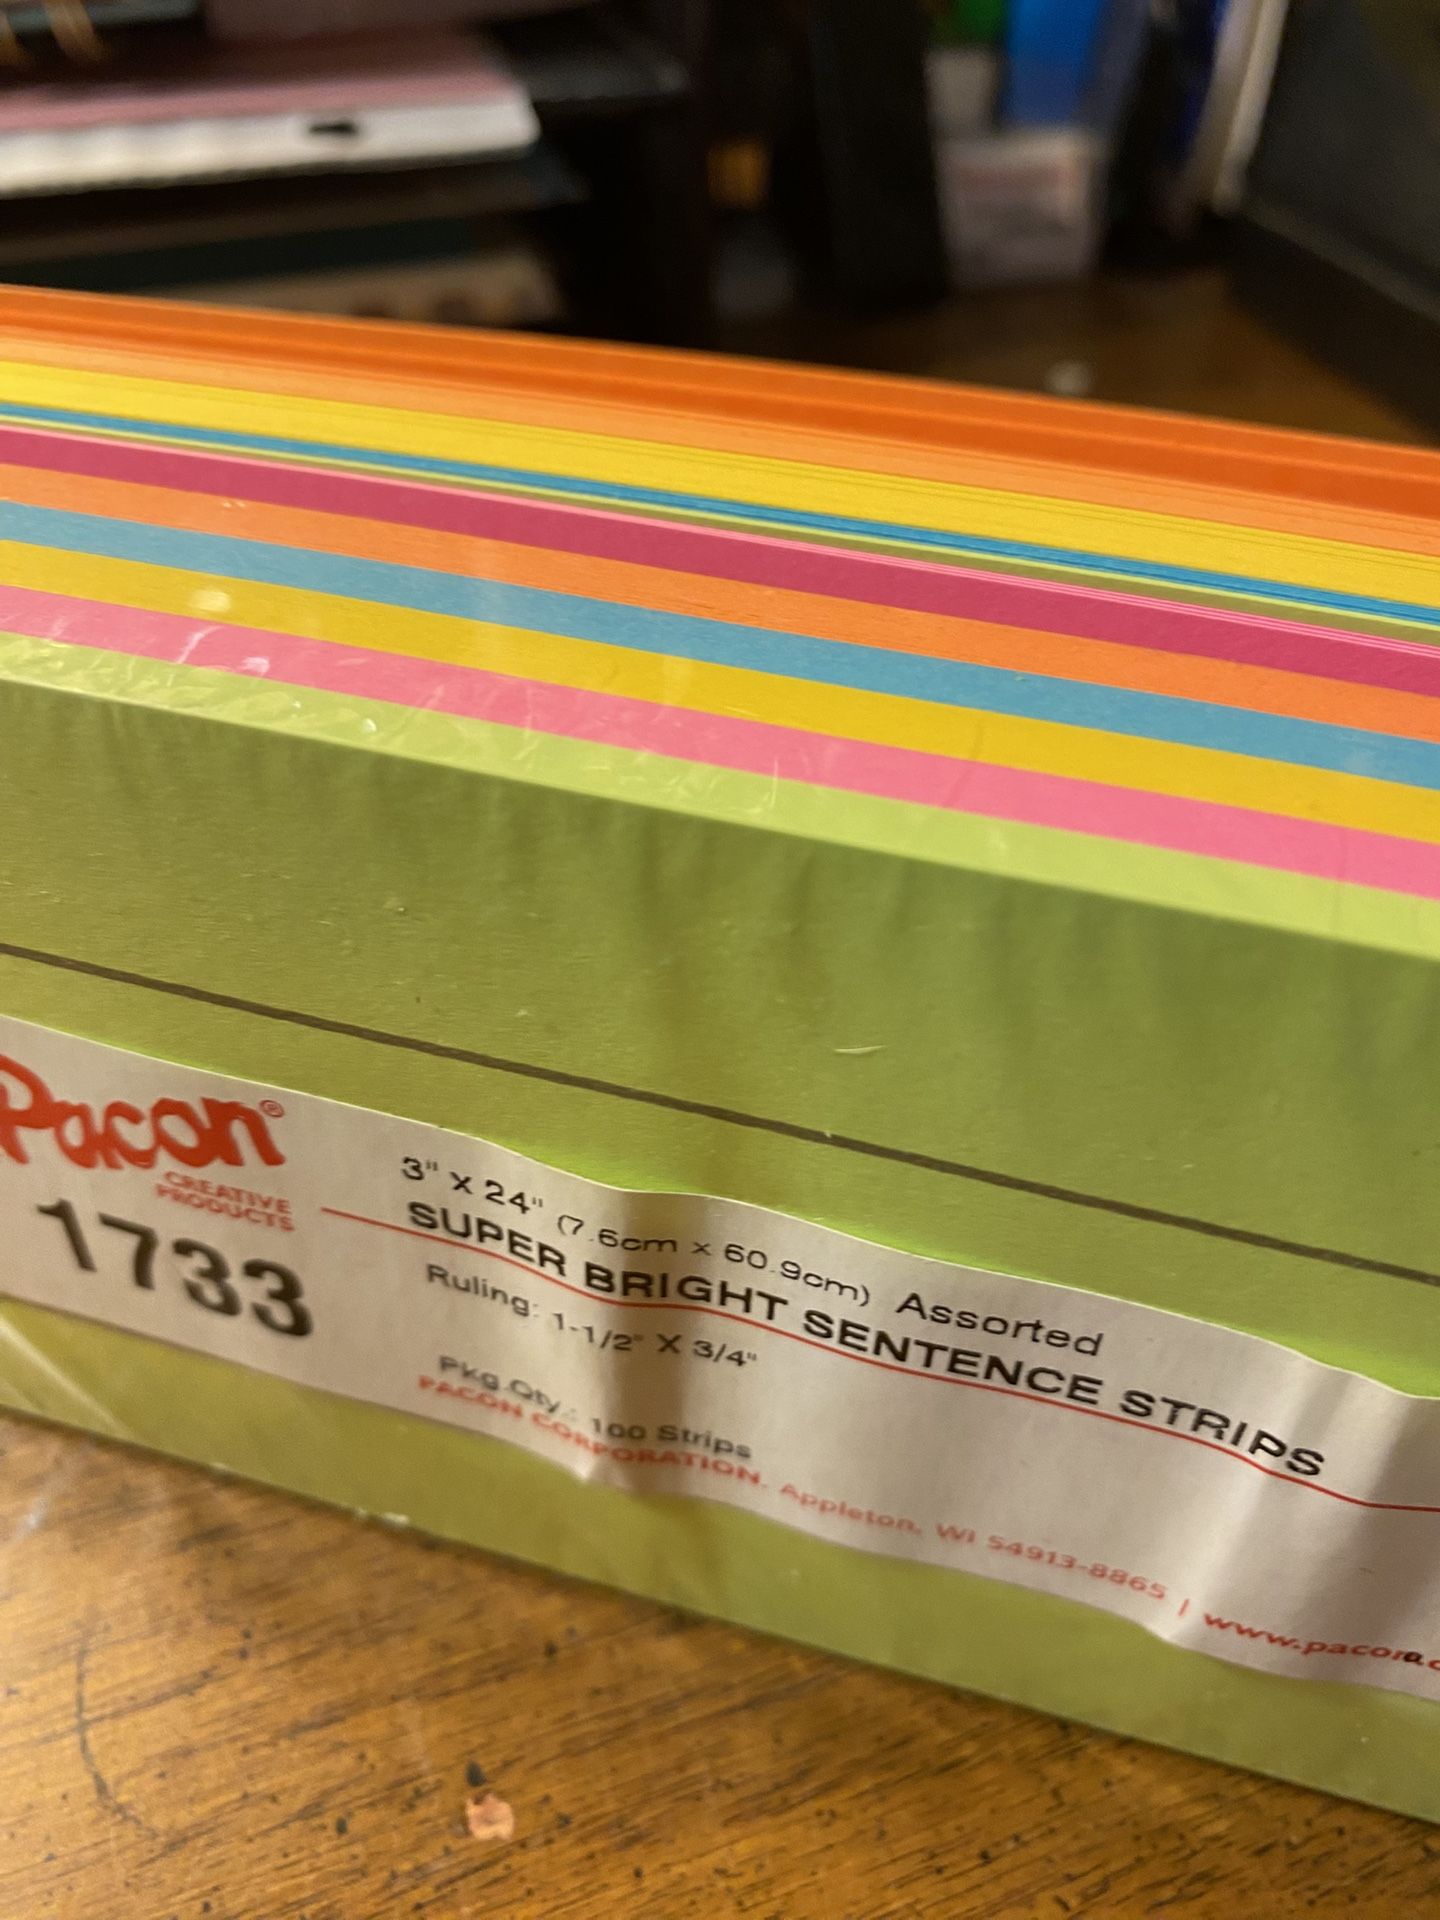 Pacon®
CREATIVE
PRODUCTS
1733
3" X 24" (7.6cm × 60.9cm) Assorted
SUPER BRIGHT SENTENCE STRIPS
Ruling: 1-1/2" X 3/4"
Pkg.Qty.: 100 Strips
PACON CORPORATION, Appleton, WI 54913-8865 | www.pacon.c